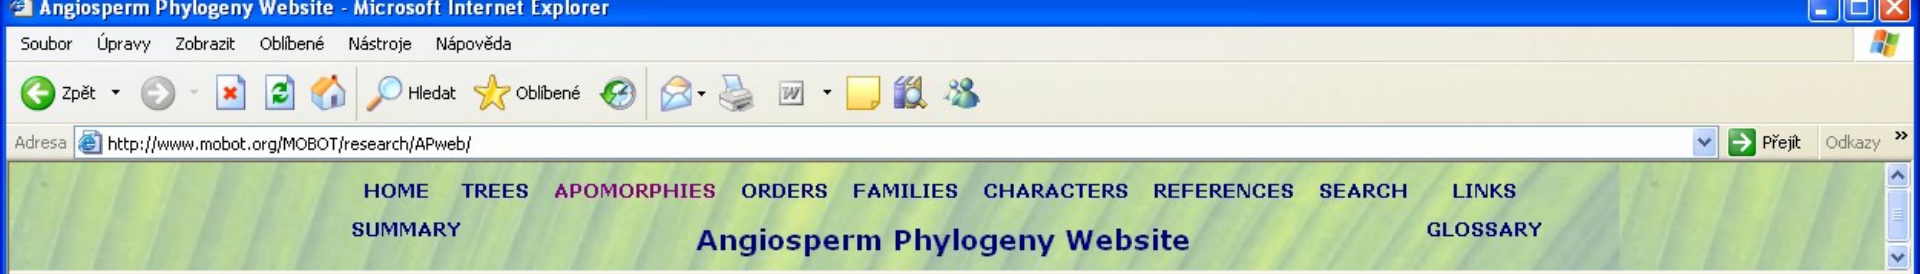 Angiosperm Phylogeny Website - Microsoft Internet Explorer
Soubor Úpravy Zobrazit Oblíbené Nástroje Nápověda
Zpět Hledat Oblíbené W
Adresa http://www.mobot.org/MOBOT/research/APweb/ Přejít Odkazy »
HOME TREES APOMORPHIES ORDERS FAMILIES CHARACTERS REFERENCES SEARCH LINKS
SUMMARY GLOSSARY
Angiosperm Phylogeny Website